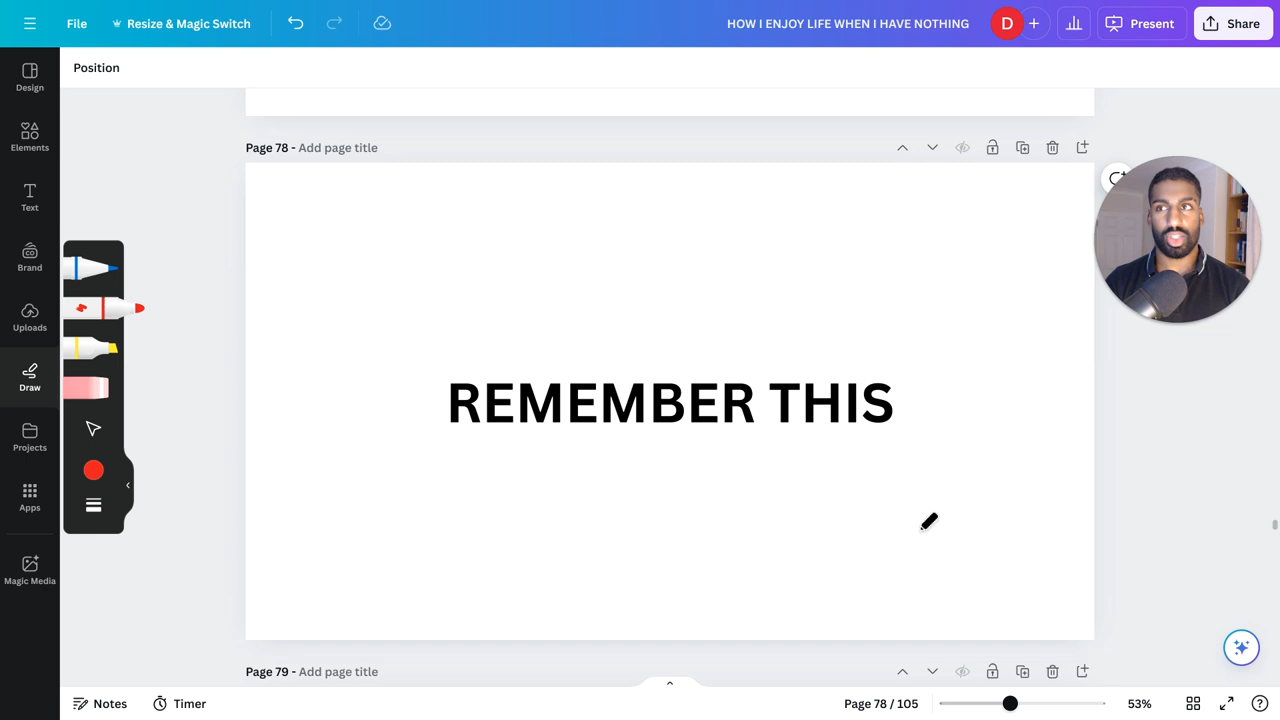 File
Resize & Magic Switch
HOW I ENJOY LIFE WHEN I HAVE NOTHING
D
Present
Share
Position
Design
Elements
Text
Brand
Uploads
Draw
Projects
Apps
Magic Media
Page 78 - Add page title
REMEMBER THIS
Page 79 - Add page title
Notes
Timer
Page 78 / 105
53%